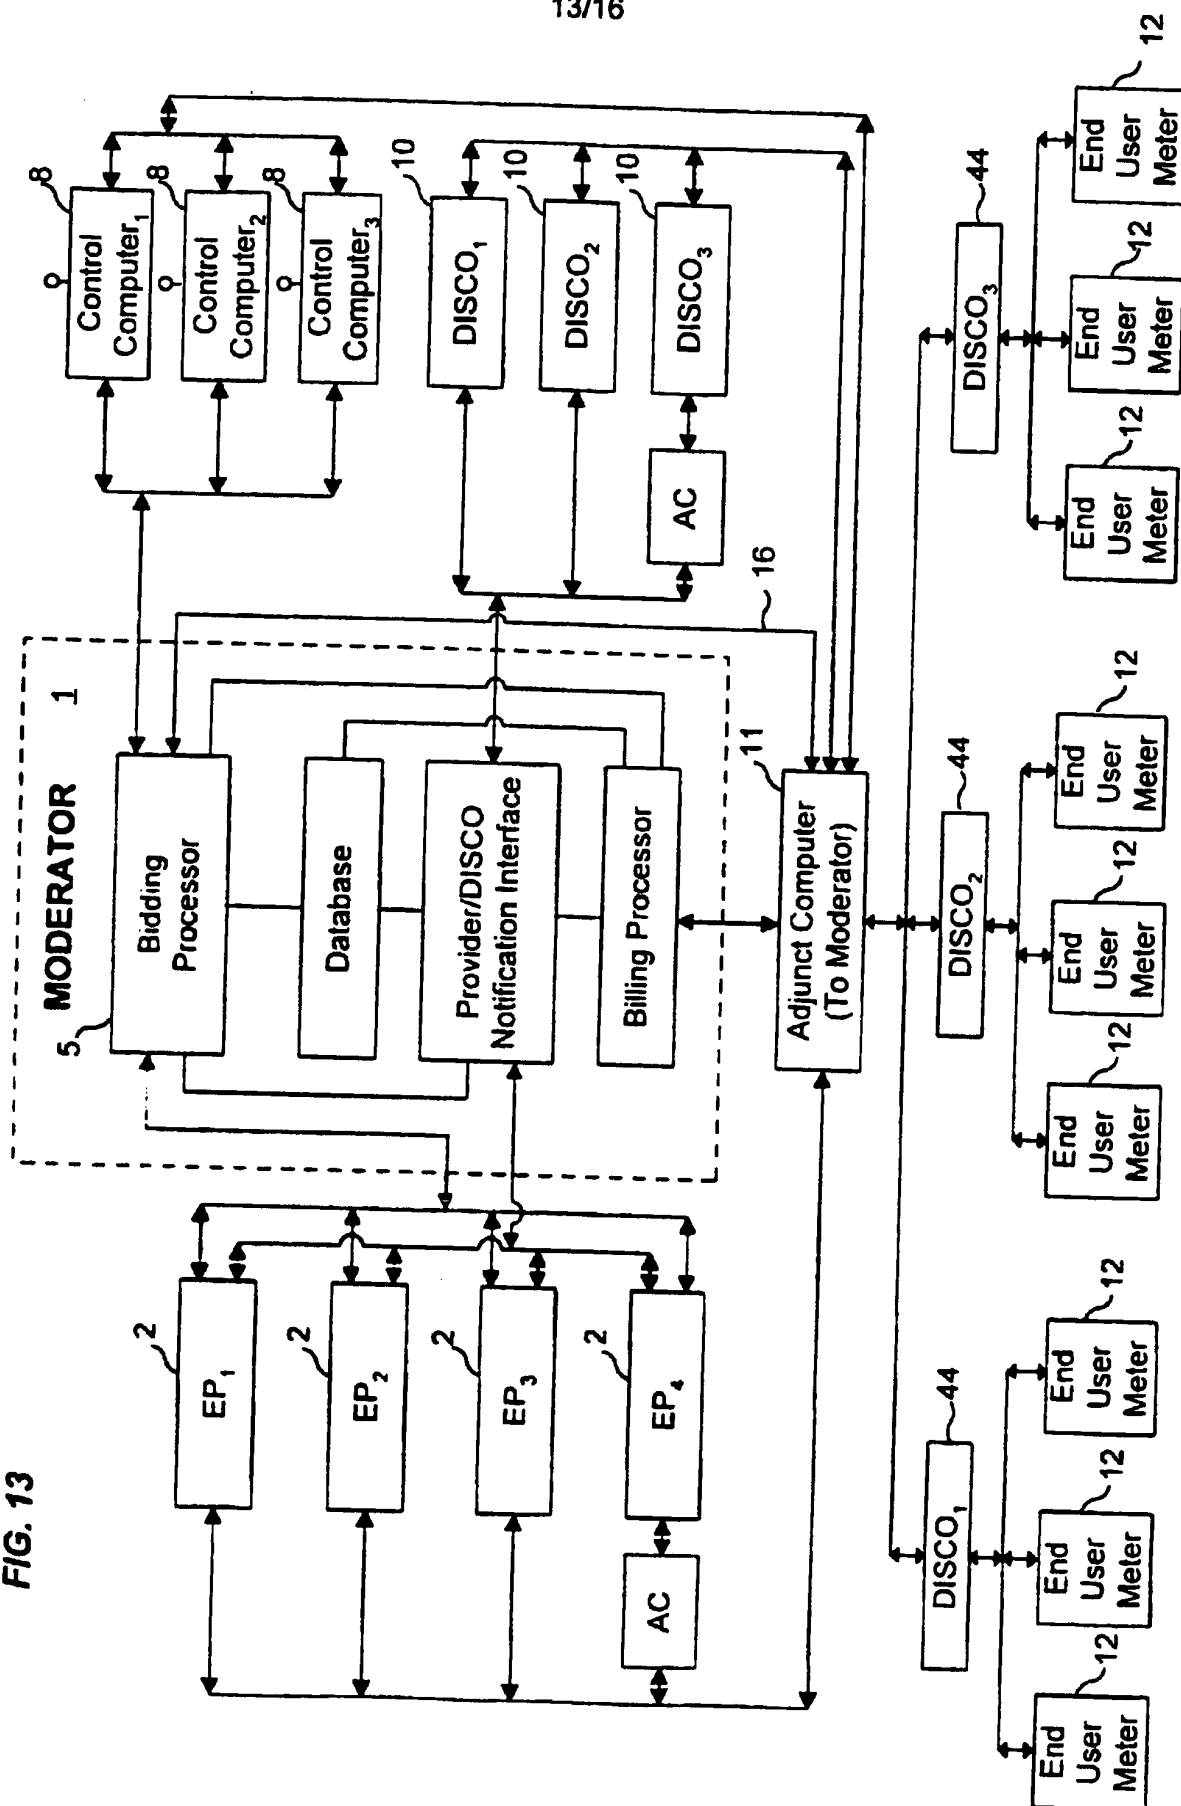 13/16
FIG. 13
MODERATOR
1
5
Bidding
Processor
Database
Provider/DISCO
Notification Interface
Billing Processor
2
EP1
2
EP2
2
EP3
2
EP4
AC
8
Control
Computer1
8
Control
Computer2
8
Control
Computer3
10
DISCO1
10
DISCO2
10
DISCO3
AC
16
11
Adjunct Computer
(To Moderator)
DISCO1
44
DISCO2
44
DISCO3
44
End
User
Meter
12
End
User
Meter
12
End
User
Meter
12
End
User
Meter
12
End
User
Meter
12
End
User
Meter
12
End
User
Meter
12
End
User
Meter
12
End
User
Meter
12